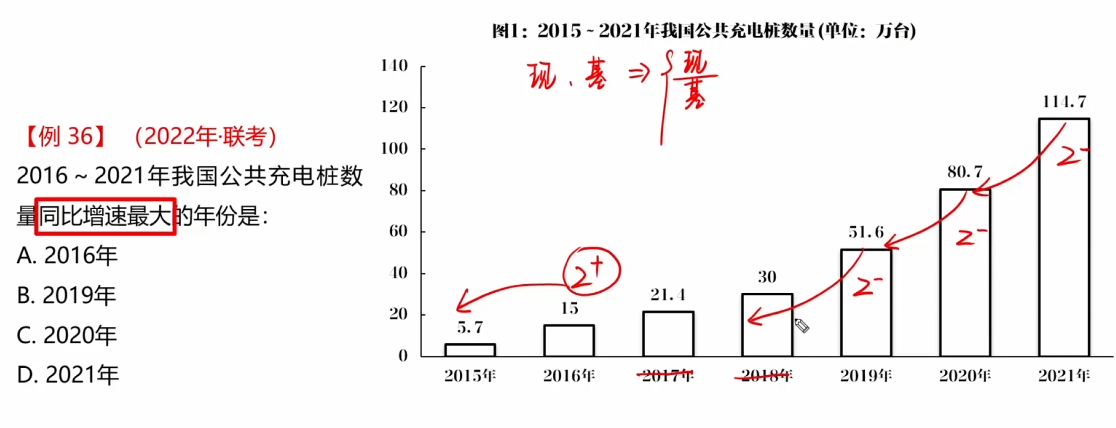 图1：2015～2021年我国公共充电桩数量(单位：万台)
现、基 ⇒ { 现/基
【例 36】 （2022年·联考）
2016～2021年我国公共充电桩数
量同比增速最大的年份是：
A. 2016年
B. 2019年
C. 2020年
D. 2021年
140
120
100
80
60
40
20
0
5.7
15
21.4
30
51.6
80.7
114.7
2+
2-
2-
2-
2015年
2016年
2017年
2018年
2019年
2020年
2021年